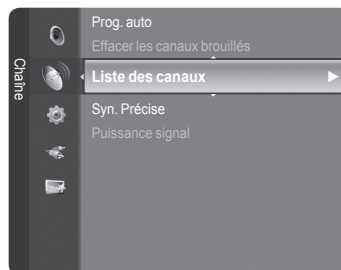 Chaîne
Prog. auto
Effacer les canaux brouillés
Liste des canaux
Syn. Précise
Puissance signal